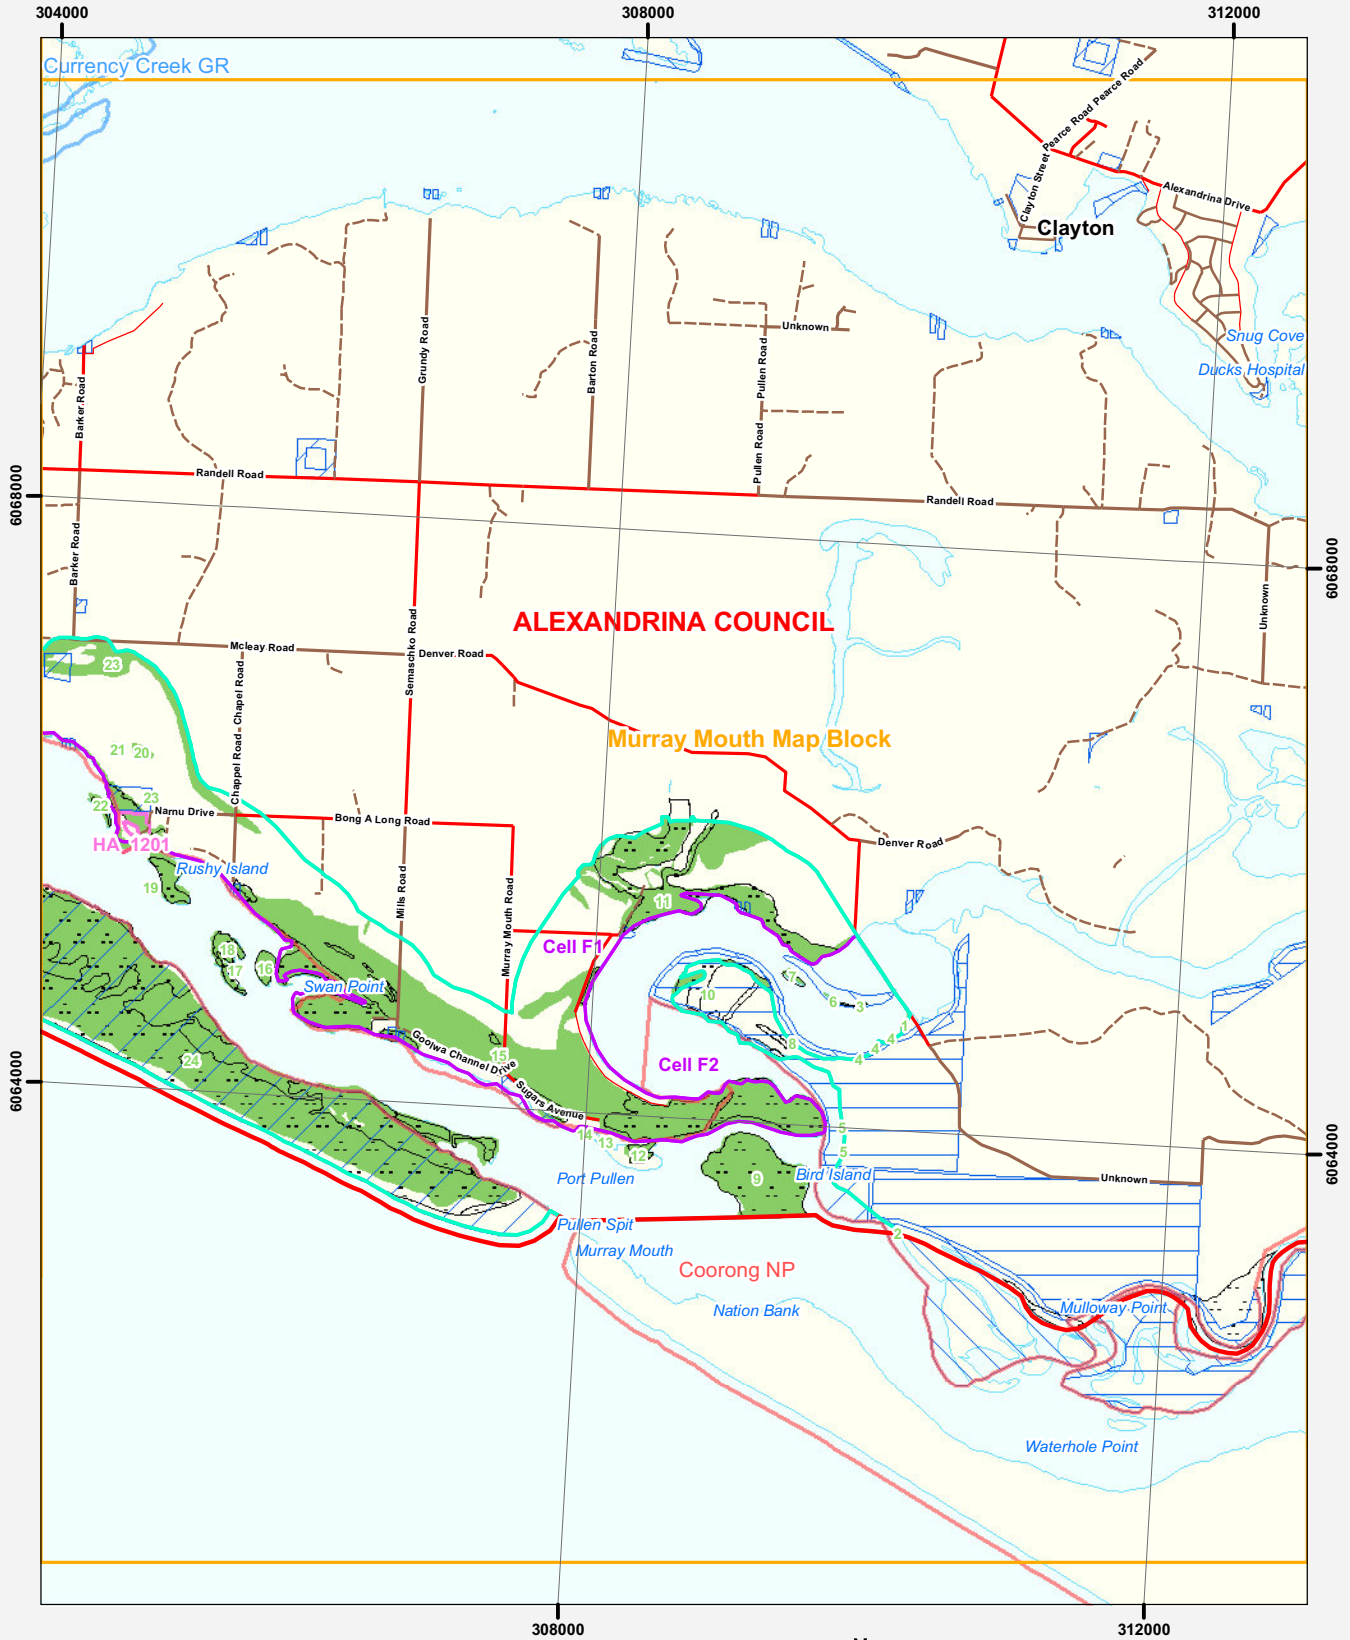 304000
308000
312000
Currency Creek GR
Pearce Road
Pearce Road
Clayton Street
Alexandrina Drive
Clayton
Snug Cove
Ducks Hospital
Unknown
Grundy Road
Barton Road
Pullen Road
Pullen Road
Barker Road
Randell Road
Randell Road
6068000
6068000
Barker Road
Unknown
ALEXANDRINA COUNCIL
Mcleay Road
Semaschko Road
Denver Road
23
Chapel Road
Chappel Road
Murray Mouth Map Block
21
20
22
23
Narnu Drive
Bong A Long Road
HA 1201
Denver Road
Rushy Island
19
Mills Road
Murray Mouth Road
11
Cell F1
18
17
16
Swan Point
7
6
3
10
1
4
4
4
8
Goolwa Channel Drive
15
Cell F2
24
Sugars Avenue
6064000
6064000
14
13
12
5
5
Port Pullen
9
Bird Island
Unknown
Pullen Spit
2
Murray Mouth
Coorong NP
Nation Bank
Mulloway Point
Waterhole Point
308000
312000